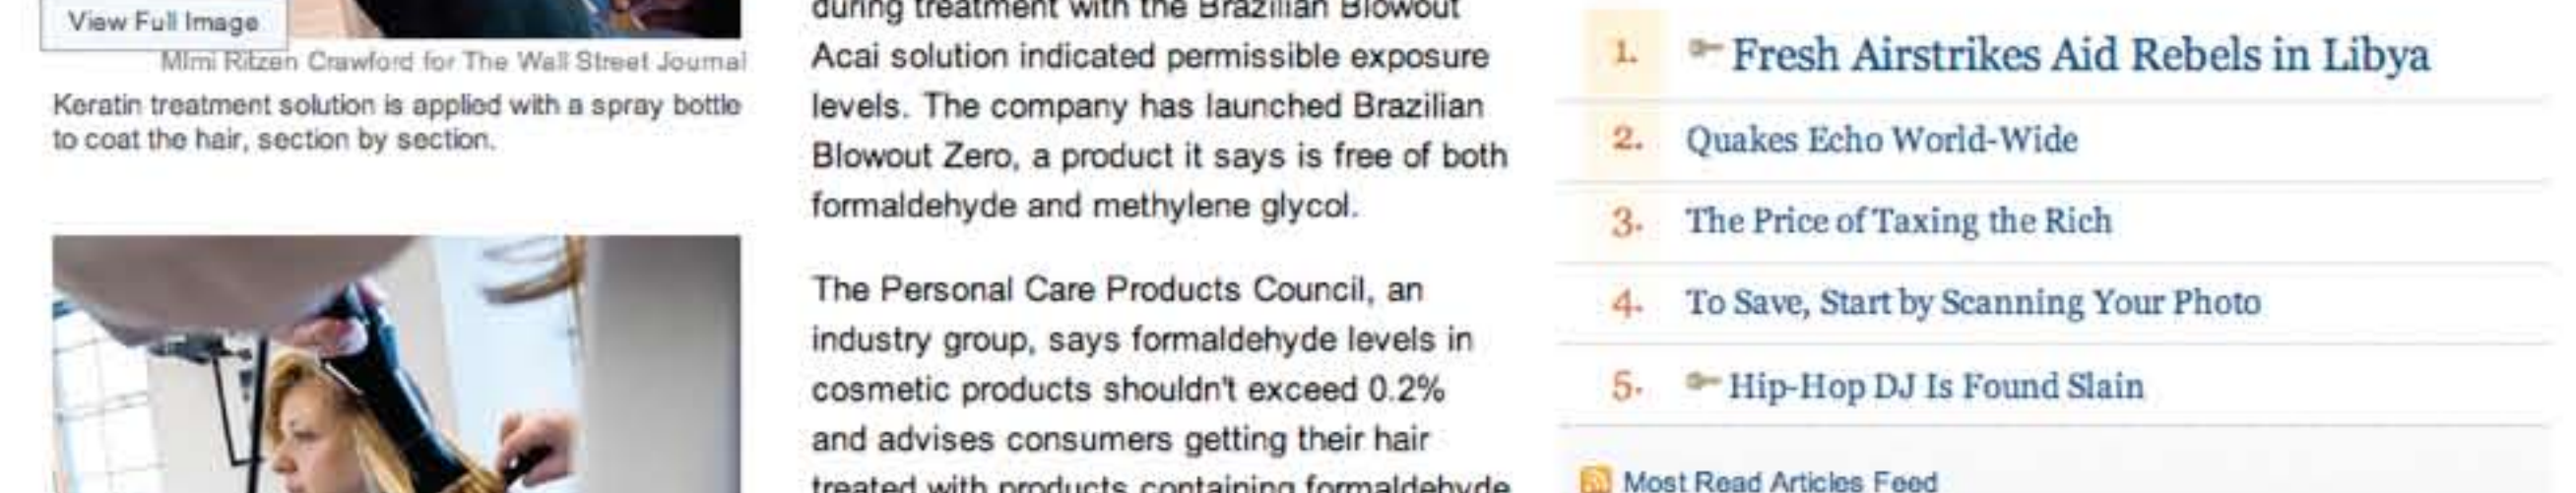 View Full Image
Mimi Ritzen Crawford for The Wall Street Journal
Keratin treatment solution is applied with a spray bottle
to coat the hair, section by section.
during treatment with the Brazilian Blowout
Acai solution indicated permissible exposure
levels. The company has launched Brazilian
Blowout Zero, a product it says is free of both
formaldehyde and methylene glycol.
The Personal Care Products Council, an
industry group, says formaldehyde levels in
cosmetic products shouldn't exceed 0.2%
and advises consumers getting their hair
treated with products containing formaldehyde
1. Fresh Airstrikes Aid Rebels in Libya
2. Quakes Echo World-Wide
3. The Price of Taxing the Rich
4. To Save, Start by Scanning Your Photo
5. Hip-Hop DJ Is Found Slain
Most Read Articles Feed